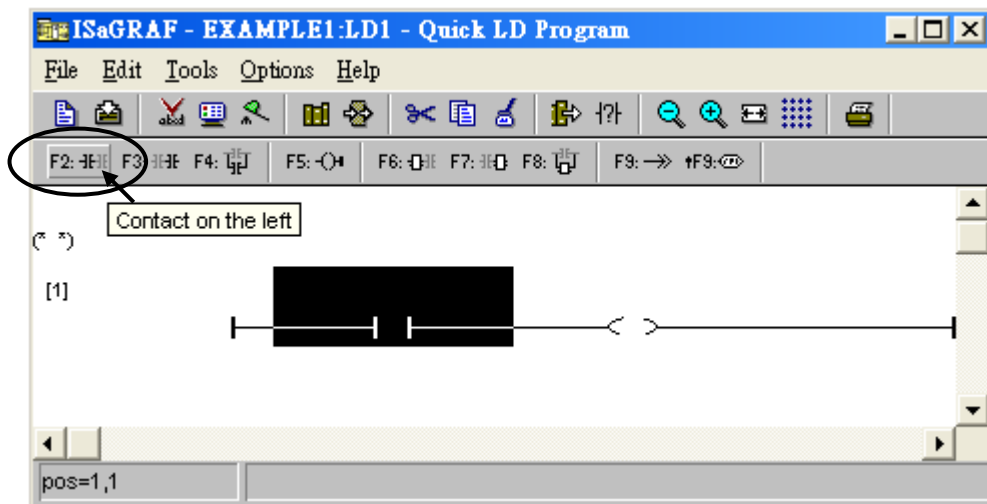 ISaGRAF - EXAMPLE1:LD1 - Quick LD Program
File Edit Tools Options Help
abcd
F2: F3: F4: F5: F6: F7: F8: F9: F9:
Contact on the left
(* *)
[1]
pos=1,1